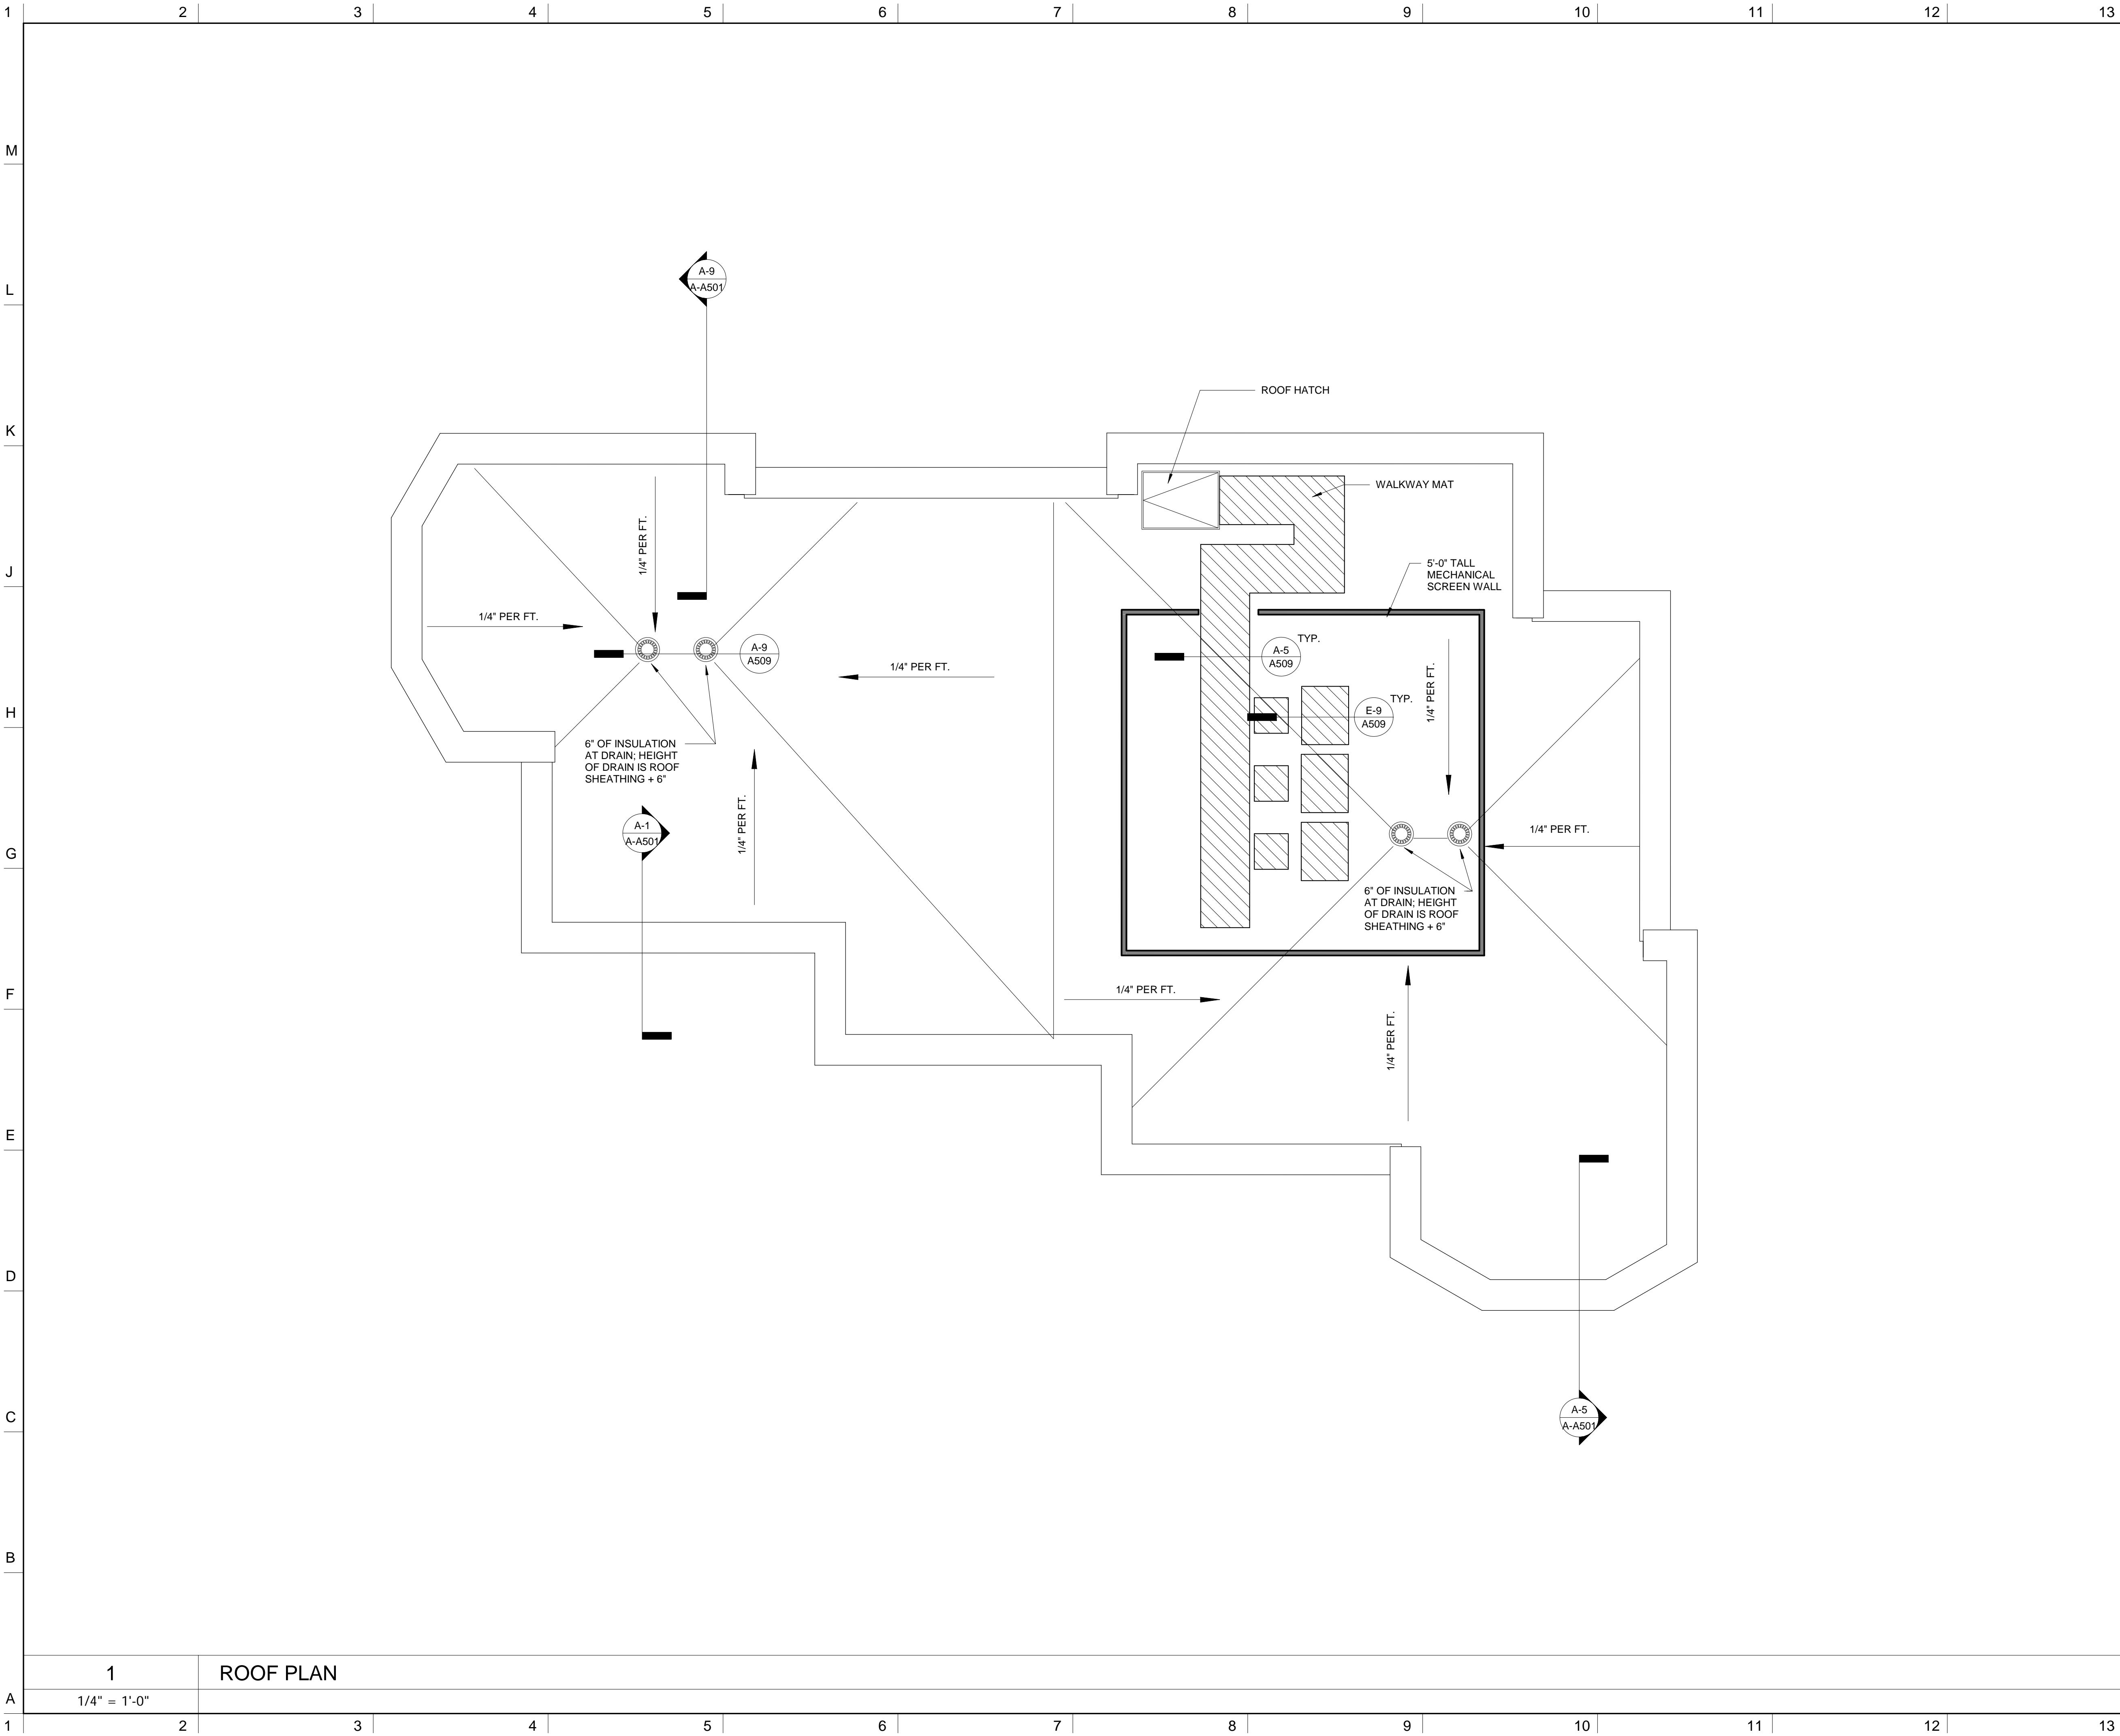 1 2 3 4 5 6 7 8 9 10 11 12 13
M
L
K
J
H
G
F
E
D
C
B
A
A-9
A-A501
ROOF HATCH
WALKWAY MAT
1/4" PER FT.
5'-0" TALL
MECHANICAL
SCREEN WALL
1/4" PER FT.
A-9
A509
TYP.
A-5
A509
1/4" PER FT.
1/4" PER FT.
TYP.
E-9
A509
6" OF INSULATION
AT DRAIN; HEIGHT
OF DRAIN IS ROOF
SHEATHING + 6"
1/4" PER FT.
A-1
A-A501
1/4" PER FT.
6" OF INSULATION
AT DRAIN; HEIGHT
OF DRAIN IS ROOF
SHEATHING + 6"
1/4" PER FT.
1/4" PER FT.
A-5
A-A501
1
ROOF PLAN
1/4" = 1'-0"
1 2 3 4 5 6 7 8 9 10 11 12 13